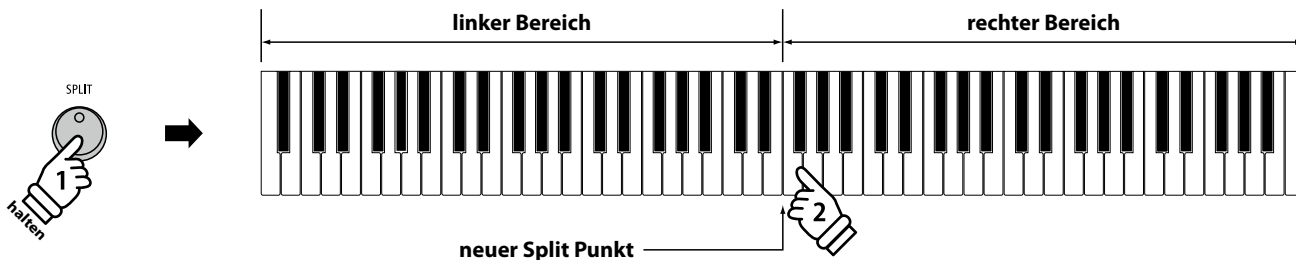 linker Bereich
rechter Bereich
SPLIT
1
halten
2
neuer Split Punkt